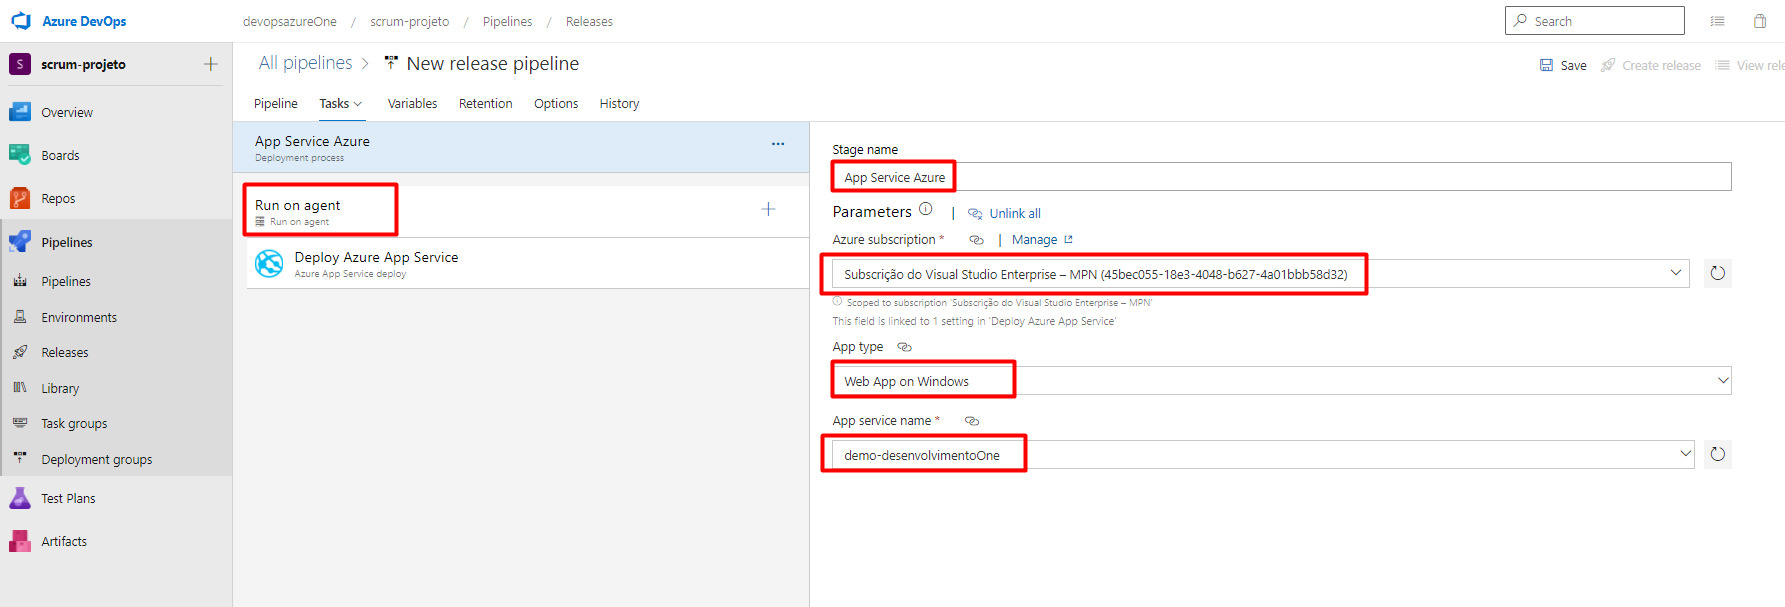 Azure DevOps
devopsazureOne / scrum-projeto / Pipelines / Releases
Search
S scrum-projeto
Overview
Boards
Repos
Pipelines
Pipelines
Environments
Releases
Library
Task groups
Deployment groups
Test Plans
Artifacts
All pipelines > New release pipeline
Save Create release View rele
Pipeline Tasks Variables Retention Options History
App Service Azure
Deployment process
Run on agent
Run on agent
Deploy Azure App Service
Azure App Service deploy
Stage name
App Service Azure
Parameters | Unlink all
Azure subscription * | Manage
Subscrição do Visual Studio Enterprise – MPN (45bec055-18e3-4048-b627-4a01bbb58d32)
Scoped to subscription 'Subscrição do Visual Studio Enterprise – MPN'
This field is linked to 1 setting in 'Deploy Azure App Service'
App type
Web App on Windows
App service name *
demo-desenvolvimentoOne